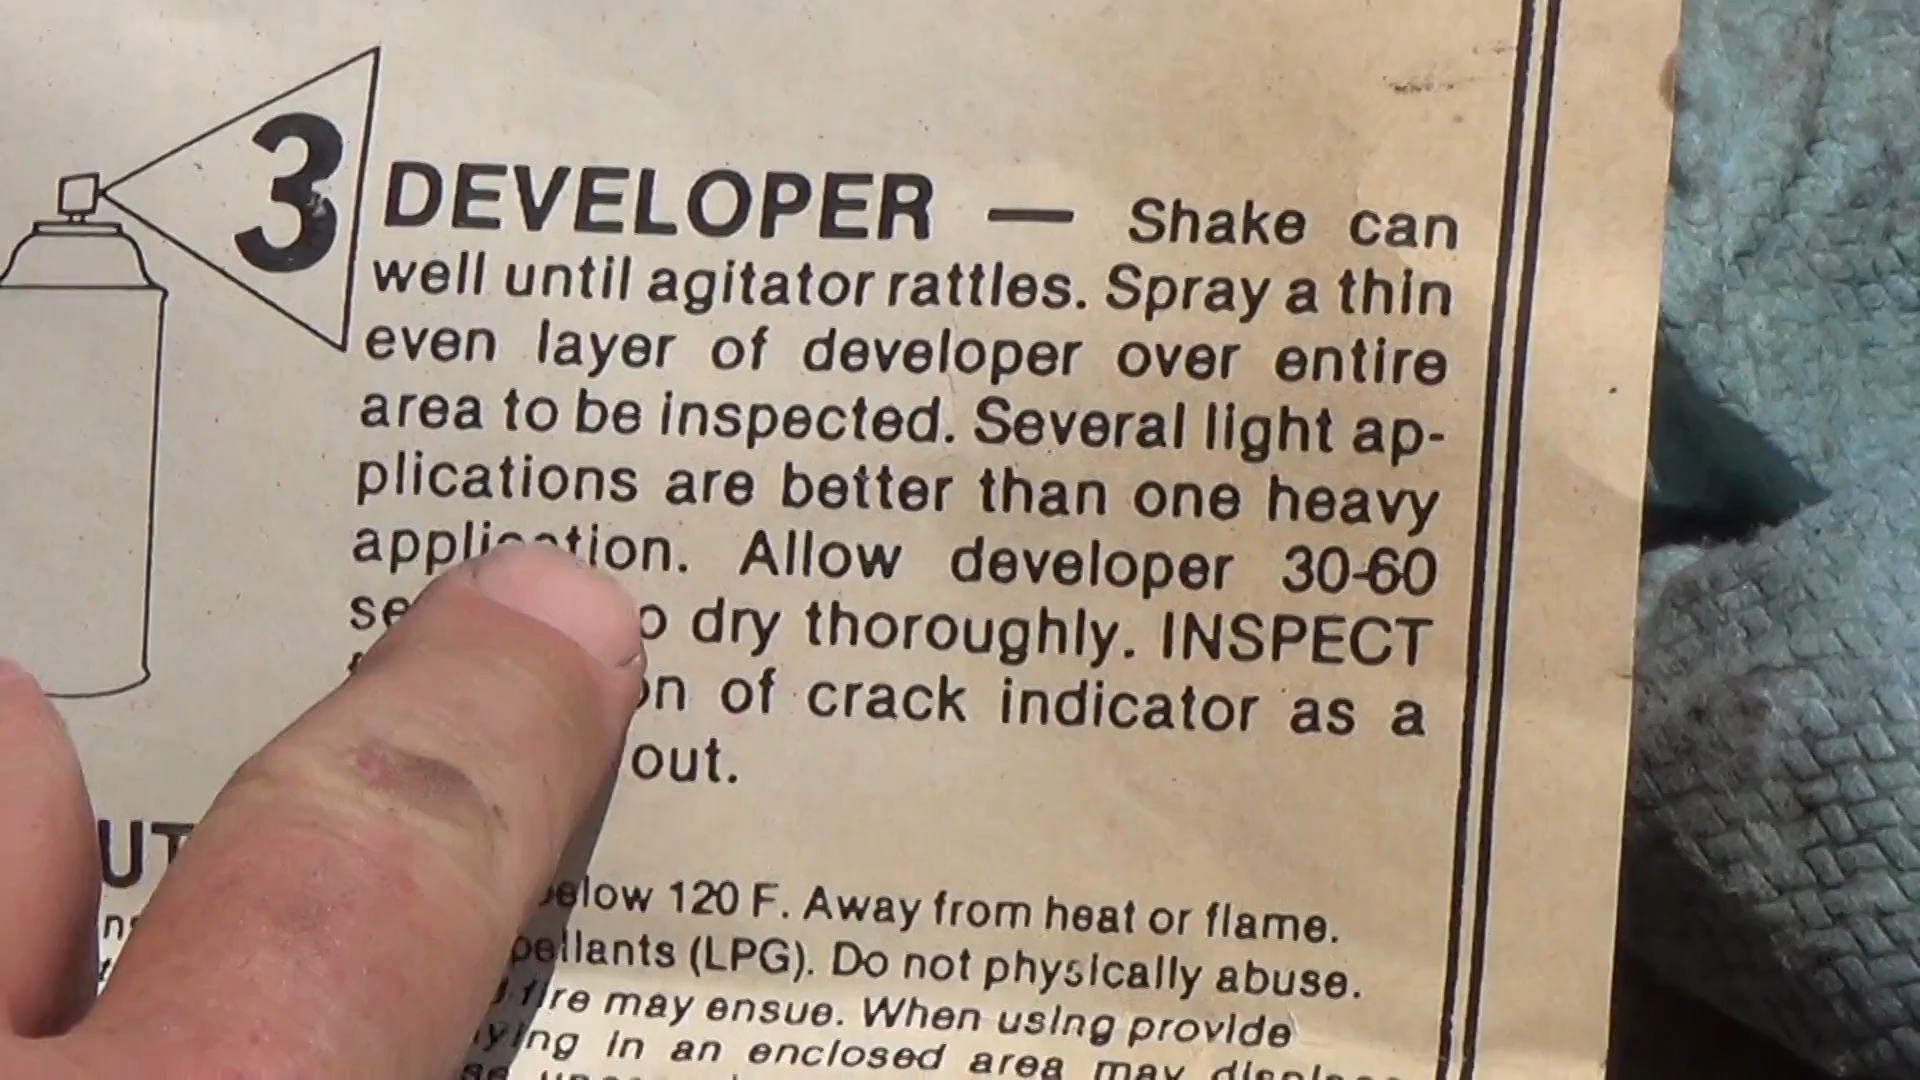 3
DEVELOPER — Shake can
well until agitator rattles. Spray a thin
even layer of developer over entire
area to be inspected. Several light ap-
plications are better than one heavy
application. Allow developer 30-60
dry thoroughly. INSPECT
of crack indicator as a
out.
below 120 F. Away from heat or flame.
(LPG). Do not physically abuse.
fire may ensue. When using provide
in an enclosed area may